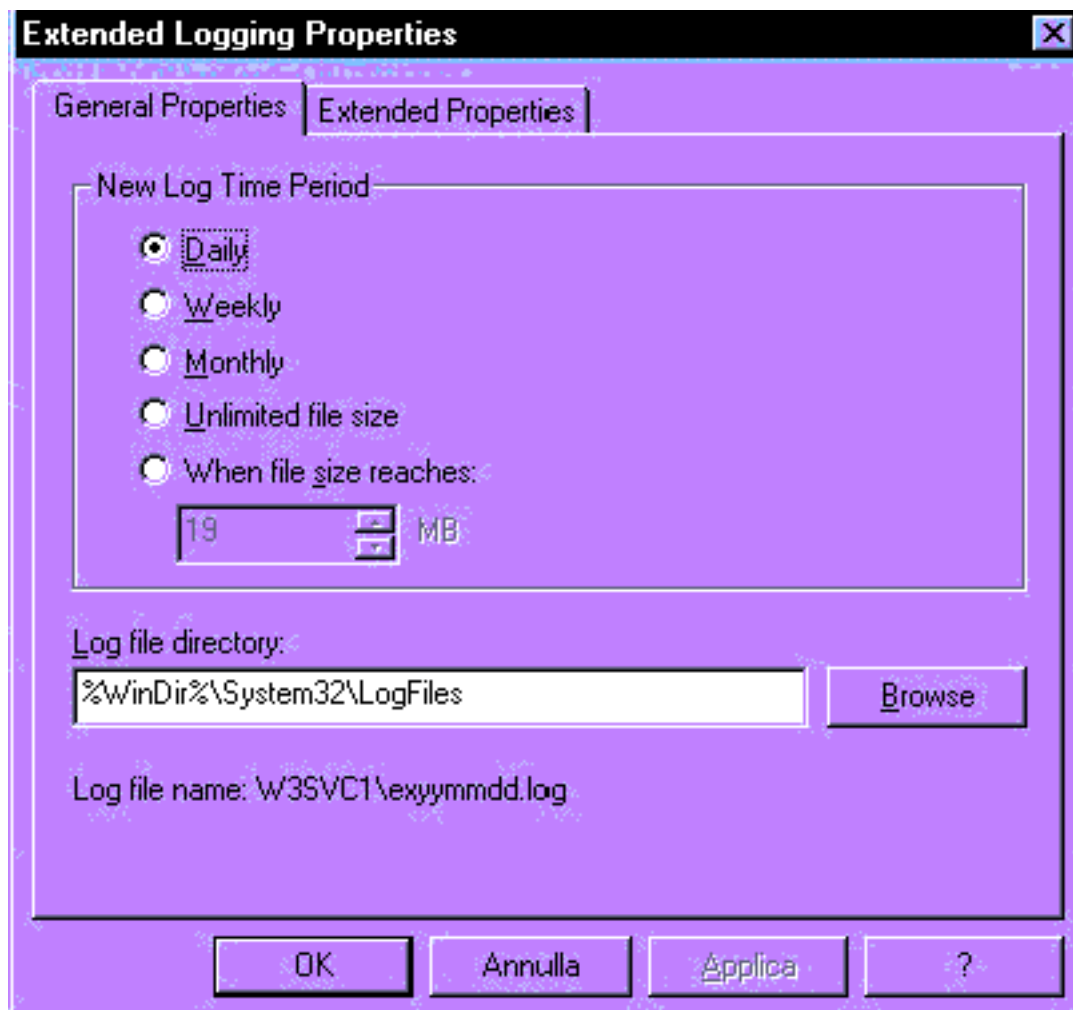 Extended Logging Properties
General Properties
Extended Properties
New Log Time Period
Daily
Weekly
Monthly
Unlimited file size
When file size reaches:
19 MB
Log file directory:
%WinDir%\System32\LogFiles
Browse
Log file name: W3SVC1\exyymmdd.log
OK
Annulla
Applica
?